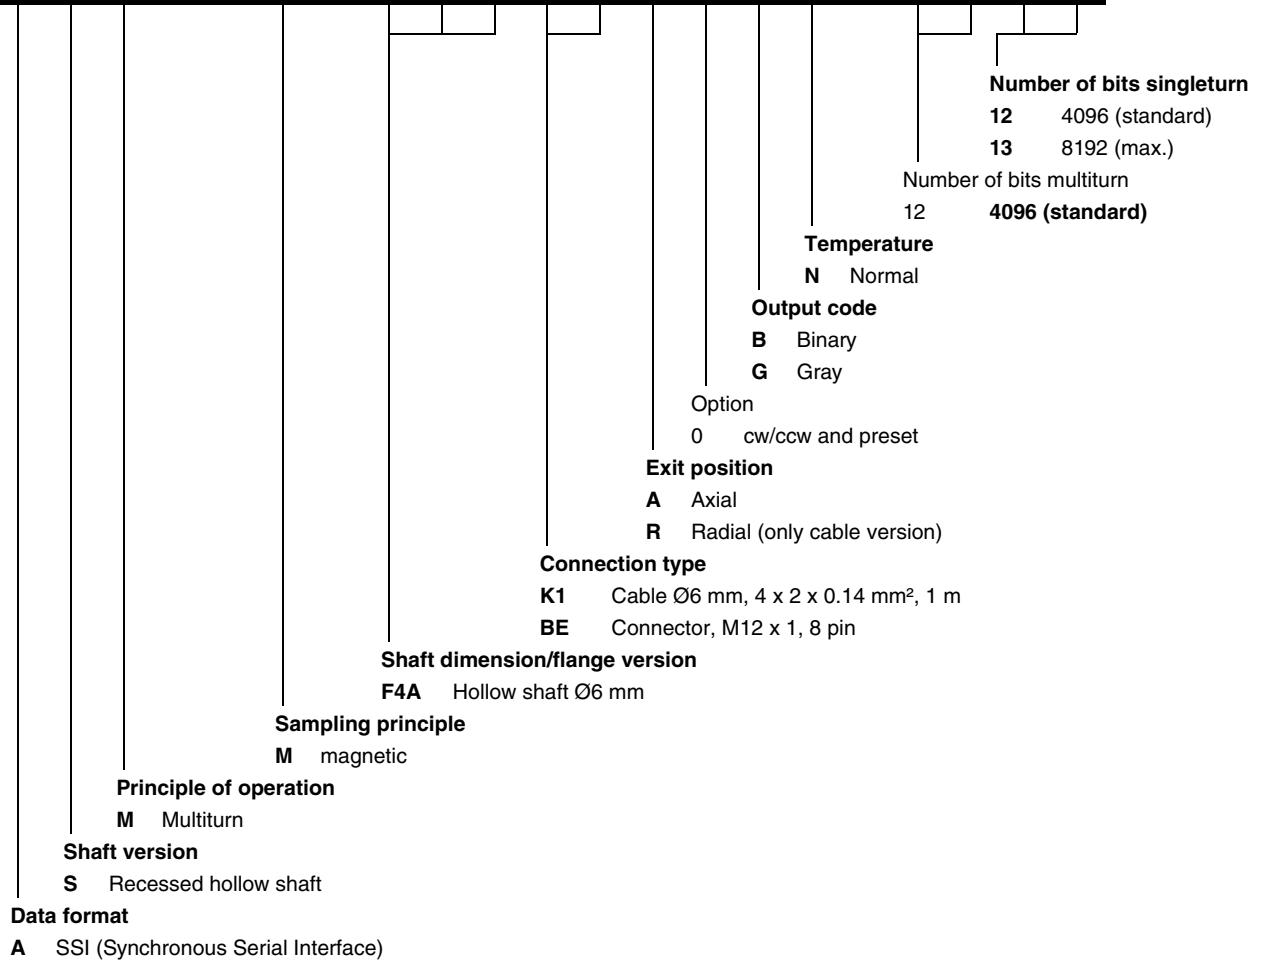 Number of bits singleturn
12 4096 (standard)
13 8192 (max.)
Number of bits multiturn
12 4096 (standard)
Temperature
N Normal
Output code
B Binary
G Gray
Option
0 cw/ccw and preset
Exit position
A Axial
R Radial (only cable version)
Connection type
K1 Cable Ø6 mm, 4 x 2 x 0.14 mm², 1 m
BE Connector, M12 x 1, 8 pin
Shaft dimension/flange version
F4A Hollow shaft Ø6 mm
Sampling principle
M magnetic
Principle of operation
M Multiturn
Shaft version
S Recessed hollow shaft
Data format
A SSI (Synchronous Serial Interface)